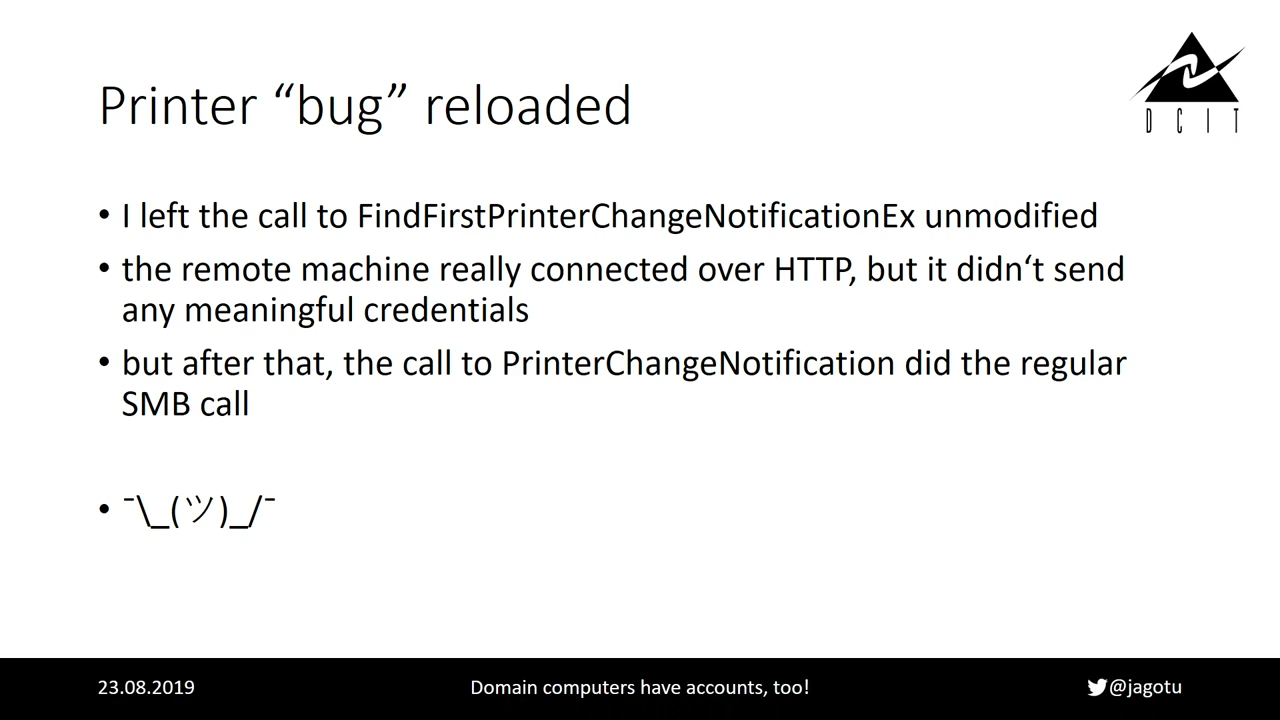 Printer “bug” reloaded
DCIT
• I left the call to FindFirstPrinterChangeNotificationEx unmodified
• the remote machine really connected over HTTP, but it didn‘t send
any meaningful credentials
• but after that, the call to PrinterChangeNotification did the regular
SMB call
• ¯\_(ツ)_/¯
23.08.2019
Domain computers have accounts, too!
@jagotu